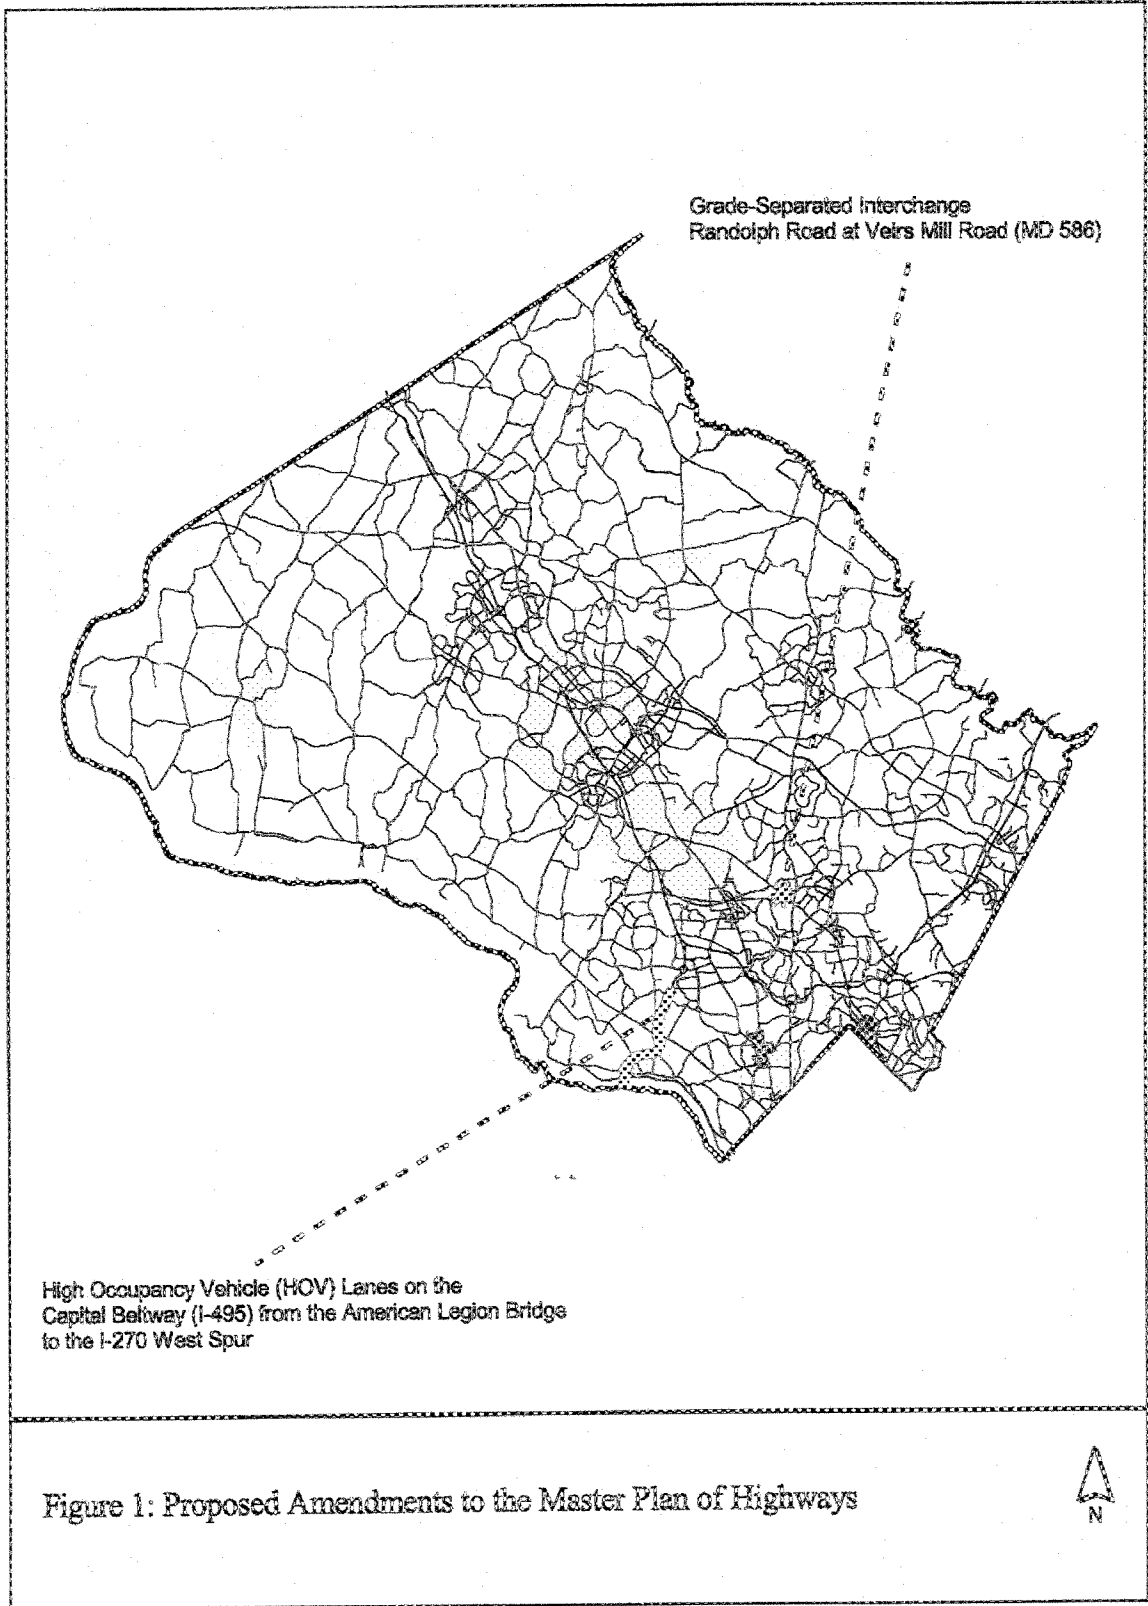 Grade-Separated Interchange
Randolph Road at Veirs Mill Road (MD 586)
High Occupancy Vehicle (HOV) Lanes on the
Capital Beltway (I-495) from the American Legion Bridge
to the I-270 West Spur
Figure 1: Proposed Amendments to the Master Plan of Highways
N